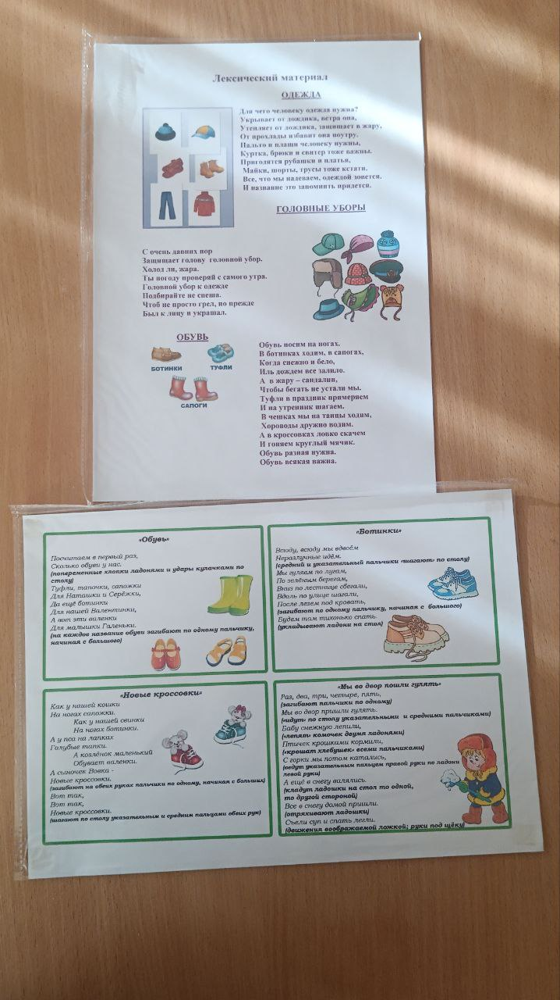 Лексический материал
ОДЕЖДА
Для чего человеку одежда нужна?
Укрывает от дождика, ветра она,
Утепляет от дождика, защищает в жару,
От прохлады избавит она поутру.
Пальто и плащи человеку нужны,
Куртка, брюки и свитер тоже важны.
Пригодятся рубашки и платья,
Майки, шорты, трусы тоже кстати.
Все, что мы надеваем, одеждой зовется.
И название это запомнить придется.
ГОЛОВНЫЕ УБОРЫ
С очень давних пор
Защищает голову головной убор.
Холод ли, жара.
Ты погоду проверяй с самого утра.
Головной убор к одежде
Подбирайте не спеша.
Чтоб не просто грел, но прежде
Был к лицу и украшал.
ОБУВЬ
БОТИНКИ
ТУФЛИ
САПОГИ
Обувь носим на ногах.
В ботинках ходим, в сапогах,
Когда снежно и бело,
Иль дождем все залило.
А в жару – сандалии,
Чтобы бегать не устали мы.
Туфли в праздник примеряем
И на утренник шагаем.
В чешках мы на танцы ходим,
Хороводы дружно водим.
А в кроссовках ловко скачем
И гоняем круглый мячик.
Обувь разная нужна.
Обувь всякая важна.
«Обувь»
Посчитаем в первый раз,
Сколько обуви у нас.
(попеременные хлопки ладонями и удары кулачками по
столу)
Туфли, тапочки, сапожки
Для Наташки и Серёжки,
Да ещё ботинки
Для нашей Валентинки,
А вот эти валенки
Для малышки Галеньки.
(на каждое название обуви загибают по одному пальчику,
начиная с большого)
«Ботинки»
Всюду, всюду мы вдвоём
Неразлучные идём.
(средний и указательный пальчики «шагают» по столу)
Мы гуляем по лугам,
По зелёным берегам,
Вниз по лестнице сбегали,
Вдоль по улице шагали,
После лезем под кровать,
(загибают по одному пальчику, начиная с большого)
Будем там тихонько спать.
(укладывают ладони на стол)
«Новые кроссовки»
Как у нашей кошки
На ногах сапожки.
Как у нашей свинки
На ногах ботинки.
А у пса на лапках
Голубые тапки.
А козлёнок маленький
Обувает валенки.
А сыночек Вовка -
Новые кроссовки.
(загибают на обеих руках пальчики по одному, начиная с больших)
Вот так,
Вот так,
Новые кроссовки.
(шагают по столу указательным и средним пальцами обеих рук)
«Мы во двор пошли гулять»
Раз, два, три, четыре, пять,
(загибают пальчики по одному)
Мы во двор пришли гулять.
(«идут» по столу указательными и средними пальчиками)
Бабу снежную лепили,
(«лепят» комочек двумя ладонями)
Птичек крошками кормили,
(«крошат хлебушек» всеми пальчиками)
С горки мы потом катались,
(ведут указательным пальцем правой руки по ладони
левой руки)
А ещё в снегу валялись.
(кладут ладошки на стол то одной,
то другой стороной)
Все в снегу домой пришли.
(отряхивают ладошки)
Съели суп и спать легли.
(движения воображаемой ложкой; руки под щёку)